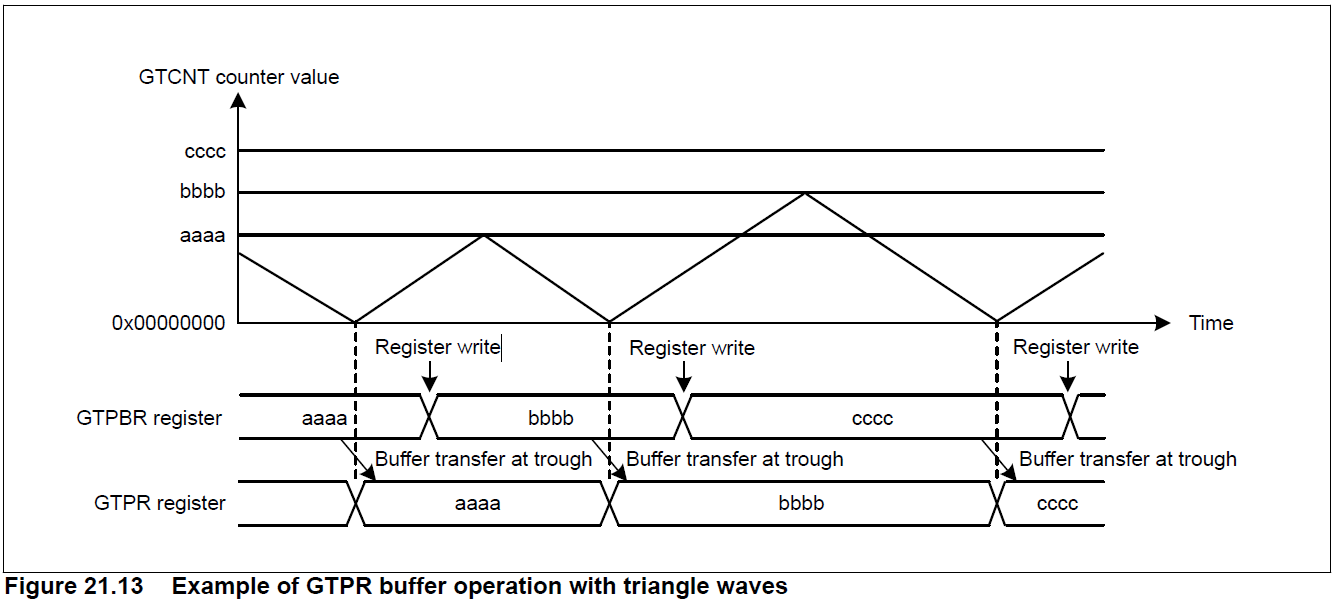 GTCNT counter value
cccc
bbbb
aaaa
0x00000000
Time
Register write
Register write
Register write
GTPBR register
aaaa
bbbb
cccc
Buffer transfer at trough
Buffer transfer at trough
Buffer transfer at trough
GTPR register
aaaa
bbbb
cccc
Figure 21.13 Example of GTPR buffer operation with triangle waves